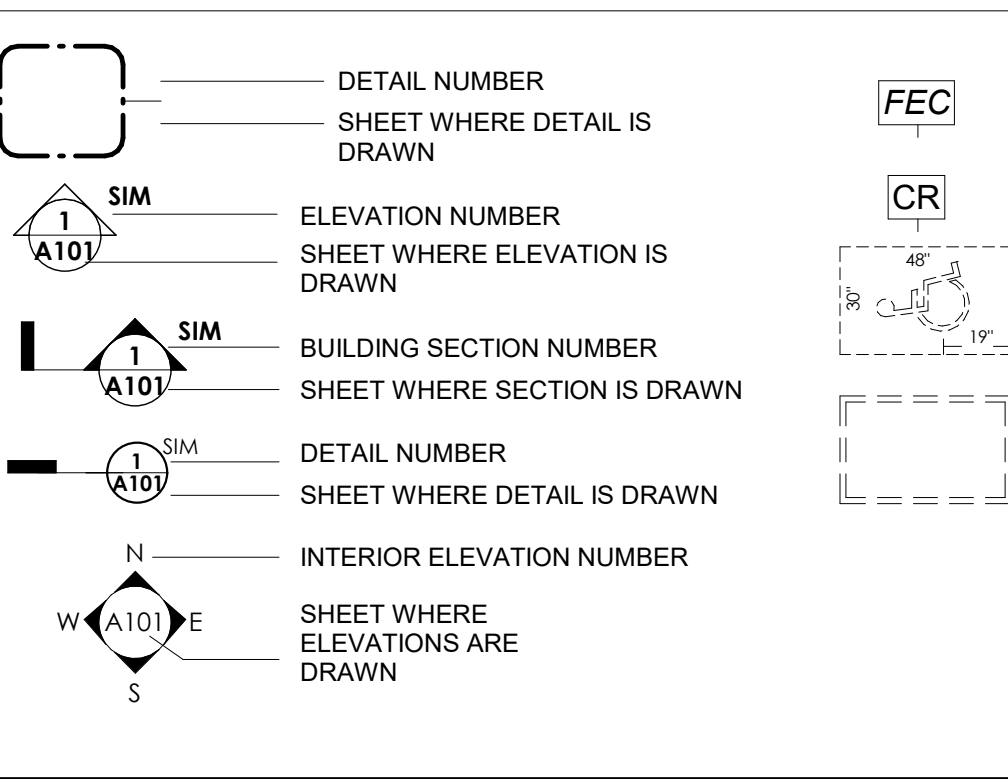 DETAIL NUMBER
SHEET WHERE DETAIL IS
DRAWN
SIM
1
A101
ELEVATION NUMBER
SHEET WHERE ELEVATION IS
DRAWN
SIM
1
A101
BUILDING SECTION NUMBER
SHEET WHERE SECTION IS DRAWN
SIM
1
A101
DETAIL NUMBER
SHEET WHERE DETAIL IS DRAWN
N
W
A101
E
S
INTERIOR ELEVATION NUMBER
SHEET WHERE
ELEVATIONS ARE
DRAWN
FEC
CR
48"
30"
19"